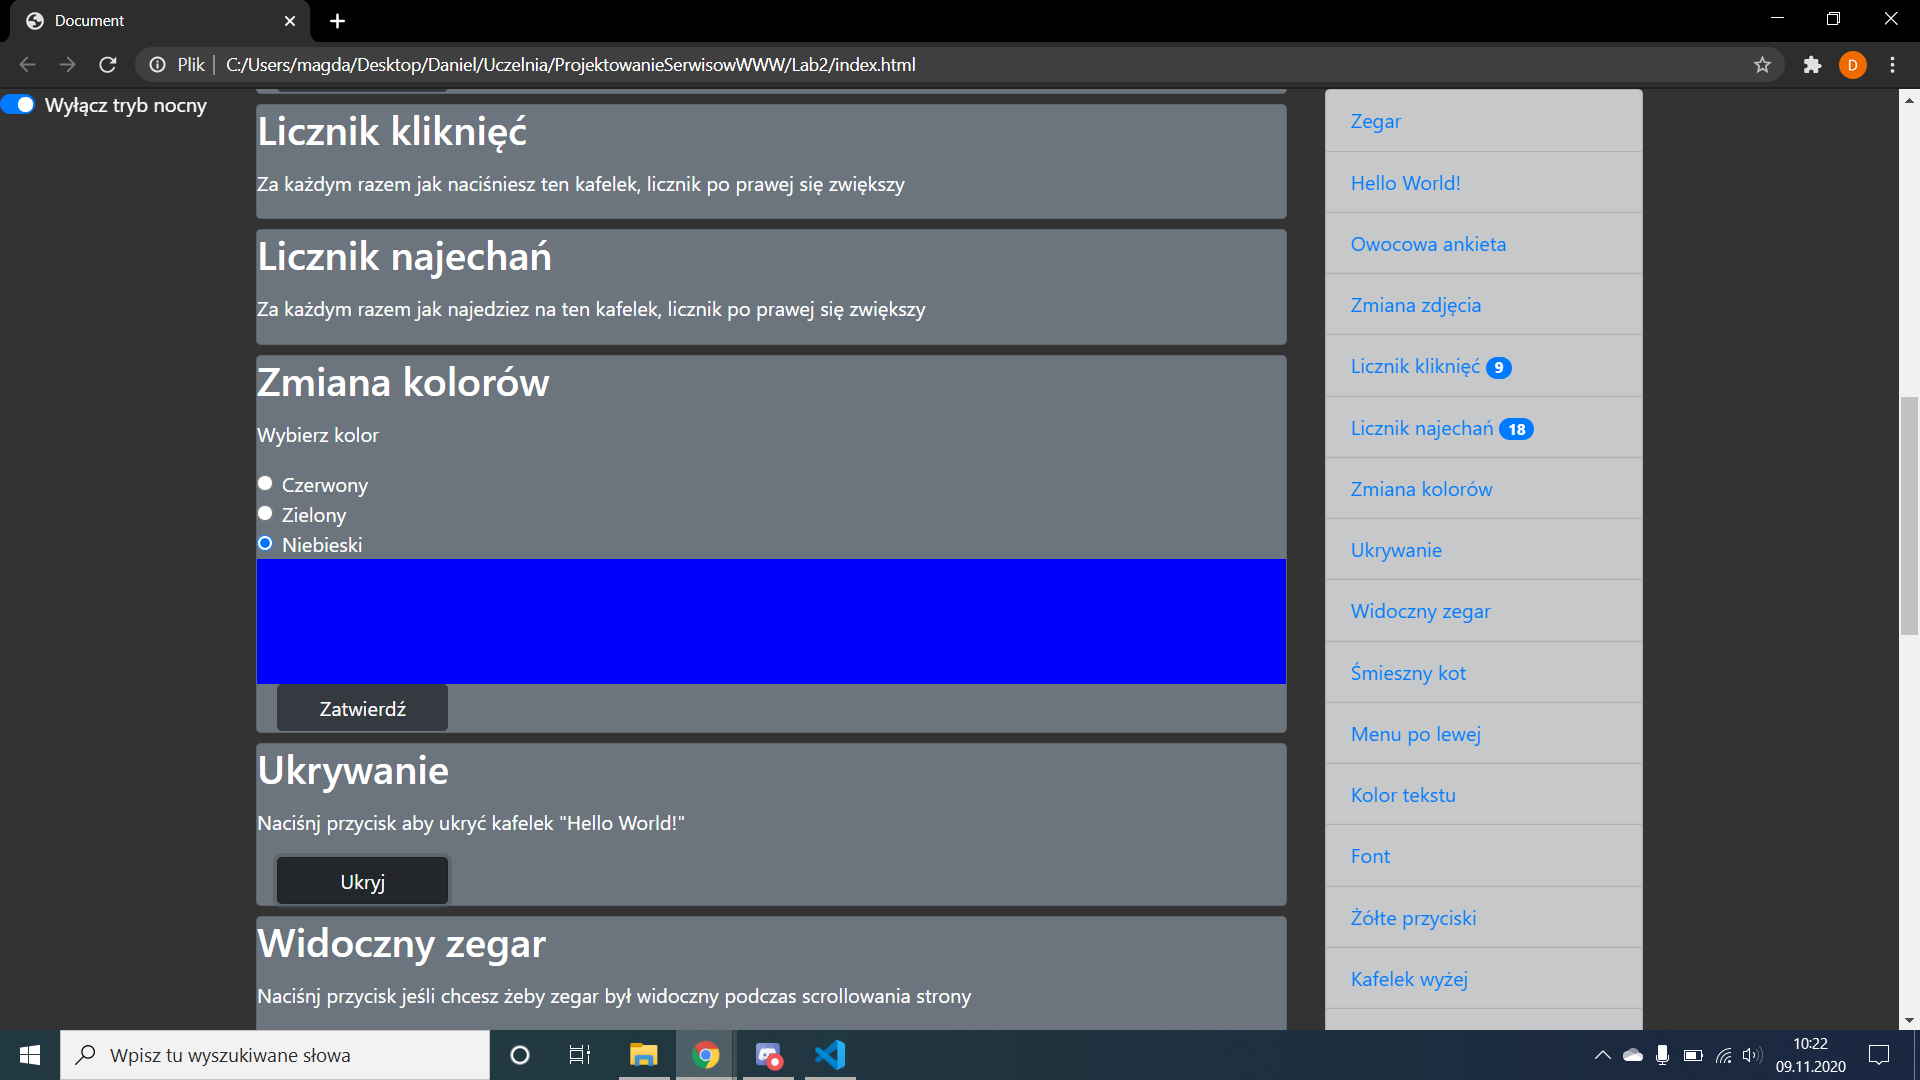 Document
Plik
C:/Users/magda/Desktop/Daniel/Uczelnia/ProjektowanieSerwisowWWW/Lab2/index.html
D
Wyłącz tryb nocny
Licznik kliknięć
Za każdym razem jak naciśniesz ten kafelek, licznik po prawej się zwiększy
Licznik najechań
Za każdym razem jak najedziez na ten kafelek, licznik po prawej się zwiększy
Zmiana kolorów
Wybierz kolor
Czerwony
Zielony
Niebieski
Zatwierdź
Ukrywanie
Naciśnj przycisk aby ukryć kafelek "Hello World!"
Ukryj
Widoczny zegar
Naciśnj przycisk jeśli chcesz żeby zegar był widoczny podczas scrollowania strony
Zegar
Hello World!
Owocowa ankieta
Zmiana zdjęcia
Licznik kliknięć 9
Licznik najechań 18
Zmiana kolorów
Ukrywanie
Widoczny zegar
Śmieszny kot
Menu po lewej
Kolor tekstu
Font
Żółte przyciski
Kafelek wyżej
Wpisz tu wyszukiwane słowa
10:22
09.11.2020